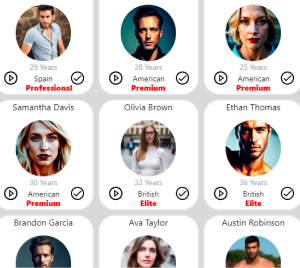 29 Years
28 Years
25 Years
Spain
American
American
Professional
Premium
Premium
Samantha Davis
Olivia Brown
Ethan Thomas
30 Years
32 Years
36 Years
American
British
British
Premium
Elite
Elite
Brandon Garcia
Ava Taylor
Austin Robinson